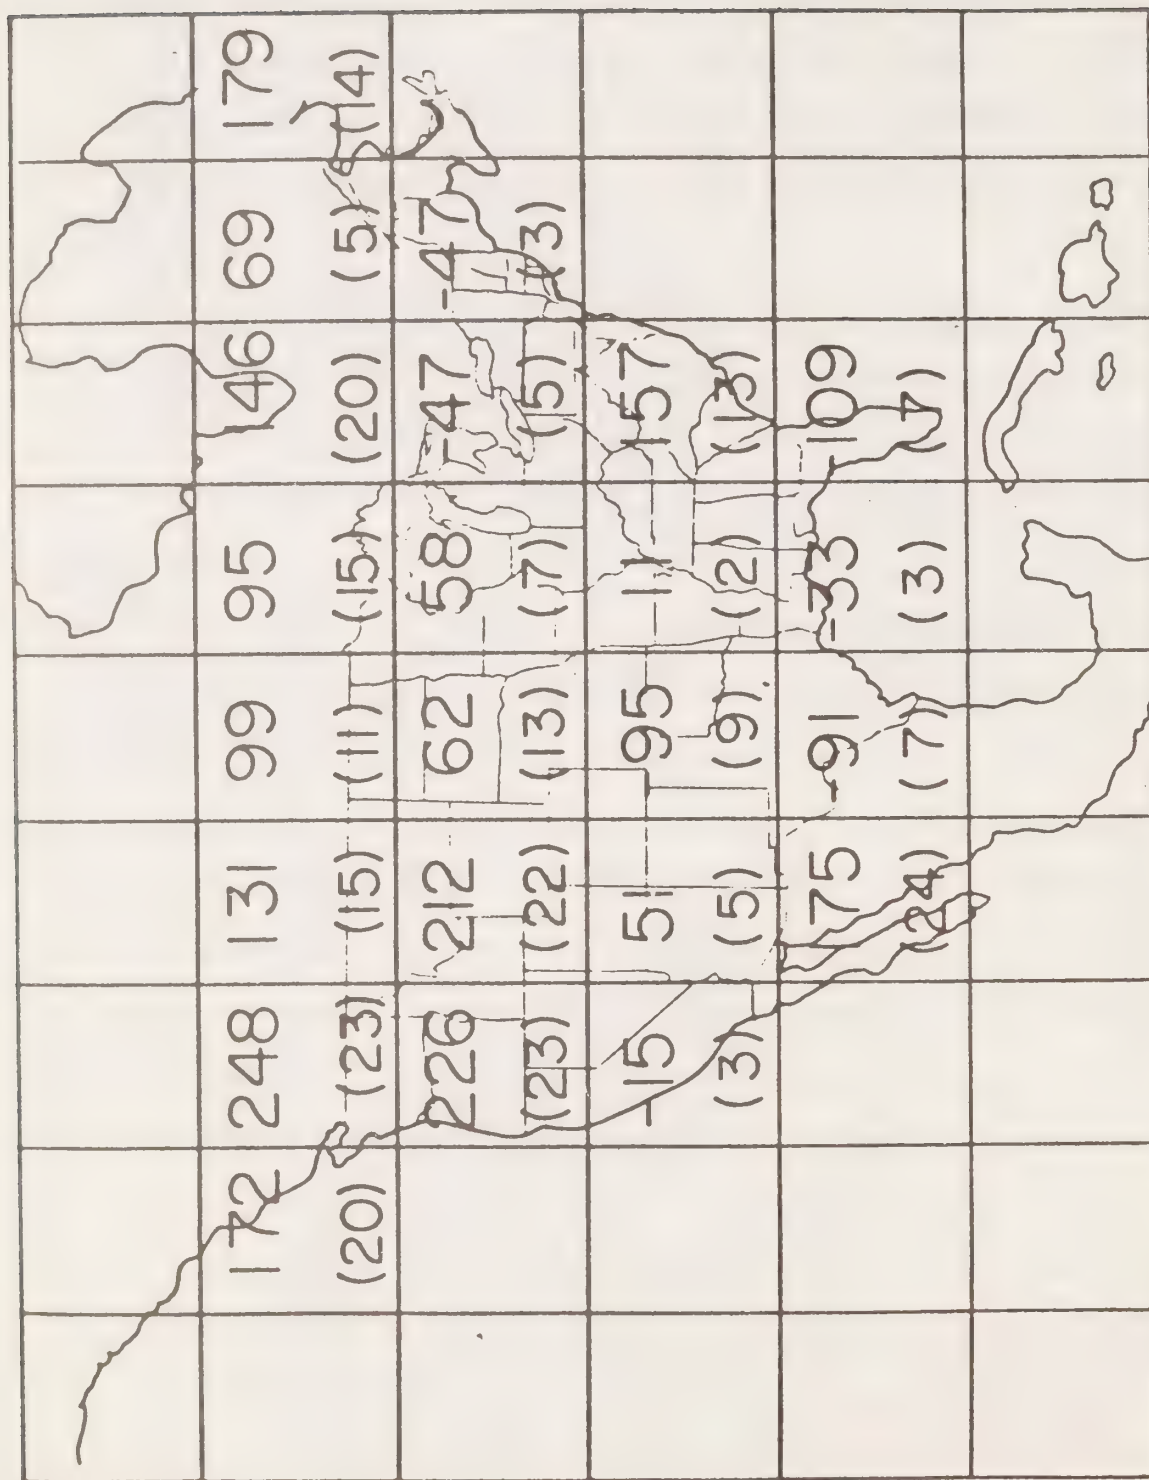 172 248 131 99 95 146 69 179
(20) (23) (15) (11) (15) (20) (5) (14)
226 212 62 58 -47 -47
(23) (22) (13) (7) (5) (3)
-15 51 95 11 157
(3) (5) (9) (2) (13)
75 -91 -33 -109
(24) (7) (3) (7)